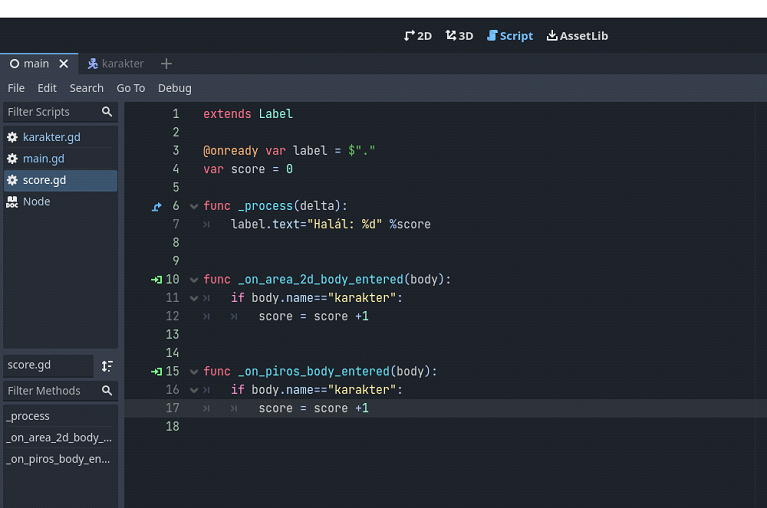 2D 3D Script AssetLib
main karakter
File Edit Search Go To Debug
Filter Scripts
karakter.gd
main.gd
score.gd
Node
score.gd
Filter Methods
_process
_on_area_2d_body_...
_on_piros_body_en...
1 extends Label
2
3 @onready var label = $"."
4 var score = 0
5
6 func _process(delta):
7 label.text="Halál: %d" %score
8
9
10 func _on_area_2d_body_entered(body):
11 if body.name=="karakter":
12 score = score +1
13
14
15 func _on_piros_body_entered(body):
16 if body.name=="karakter":
17 score = score +1
18